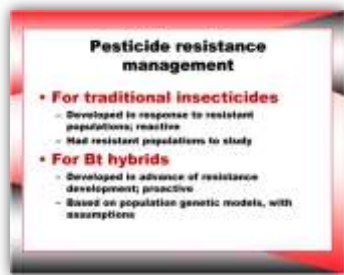 Pesticide resistance
management
• For traditional insecticides
– Developed in response to resistant
populations; reactive
– Had resistant populations to study
• For Bt hybrids
– Developed in advance of resistance
development; proactive
– Based on population genetic models, with
assumptions